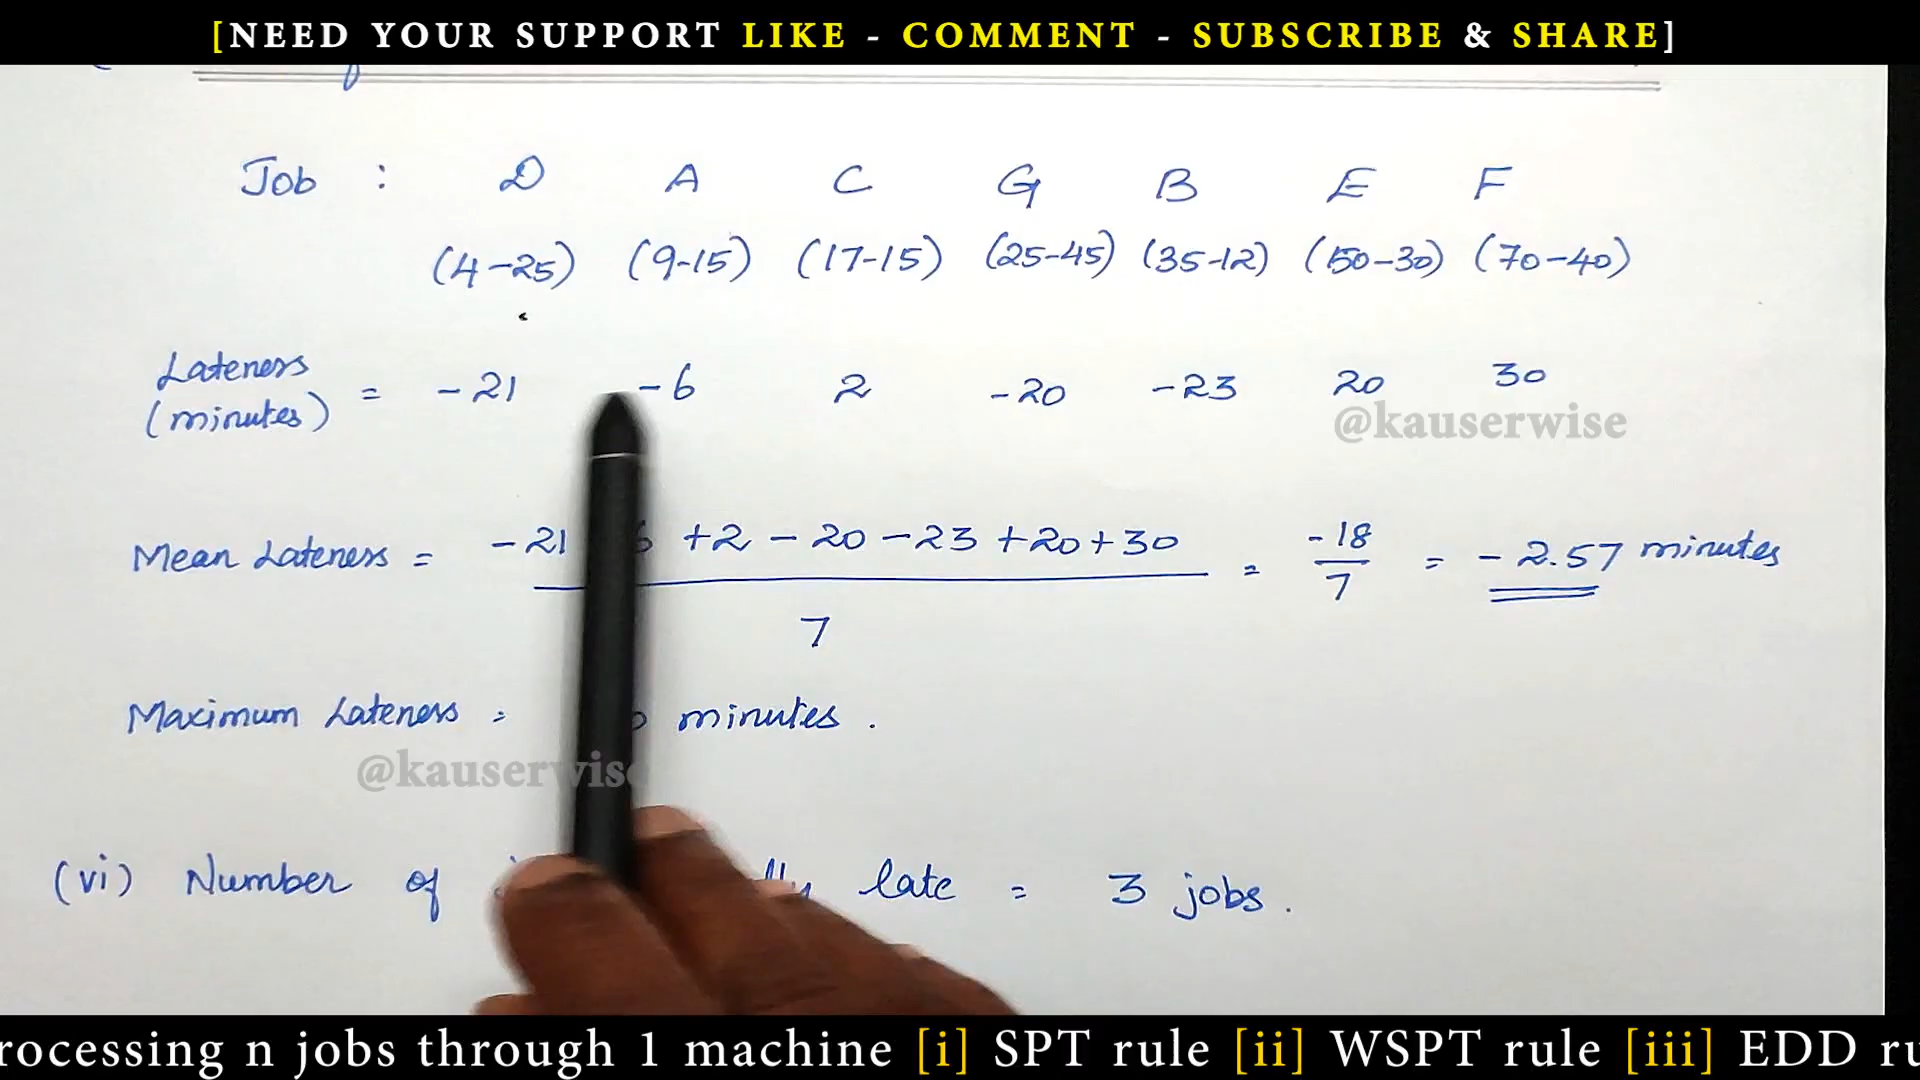 [NEED YOUR SUPPORT LIKE - COMMENT - SUBSCRIBE & SHARE]
Job : D A C G B E F
(4-25) (9-15) (17-15) (25-45) (35-12) (50-30) (70-40)
Lateness (minutes) = -21 -6 2 -20 -23 20 30
@kauserwise
Mean Lateness = -21 6 +2 - 20 - 23 + 20 + 30 / 7 = -18 / 7 = -2.57 minutes
Maximum Lateness = minutes.
@kauserwise
(vi) Number of late = 3 jobs.
rocessing n jobs through 1 machine [i] SPT rule [ii] WSPT rule [iii] EDD ru